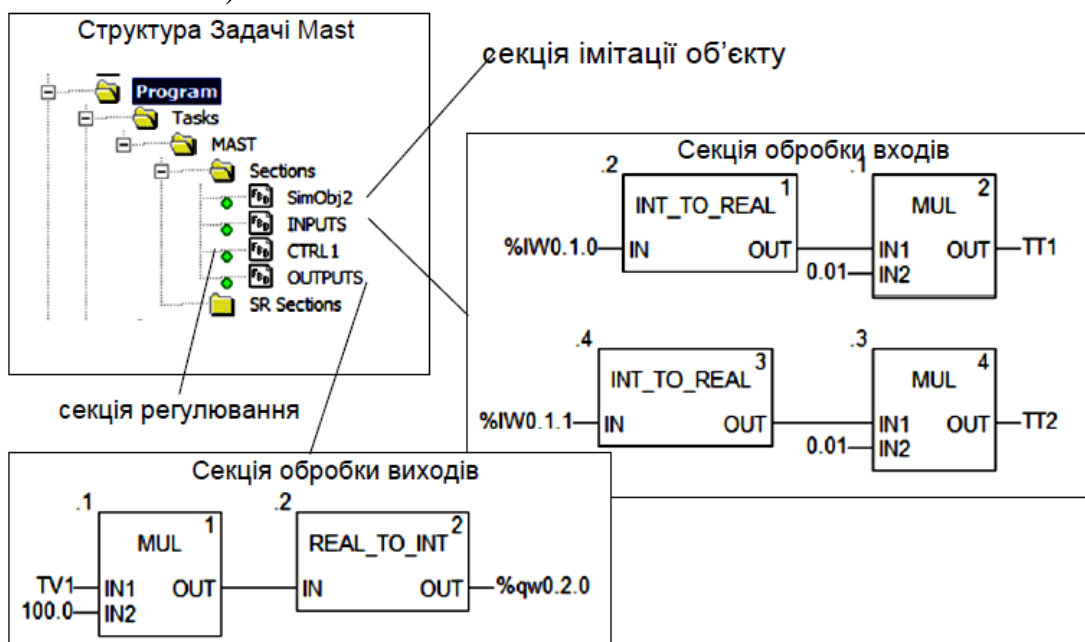 )
Структура Задачі Mast
Program
Tasks
MAST
Sections
SimObj2
INPUTS
CTRL1
OUTPUTS
SR Sections
секція імітації об’єкту
секція регулювання
Секція обробки входів
.2
1
INT_TO_REAL
%IW0.1.0
IN
OUT
.1
2
MUL
IN1
OUT
TT1
0.01
IN2
.4
3
INT_TO_REAL
%IW0.1.1
IN
OUT
.3
4
MUL
IN1
OUT
TT2
0.01
IN2
Секція обробки виходів
.1
1
MUL
TV1
IN1
OUT
100.0
IN2
.2
2
REAL_TO_INT
IN
OUT
%qw0.2.0